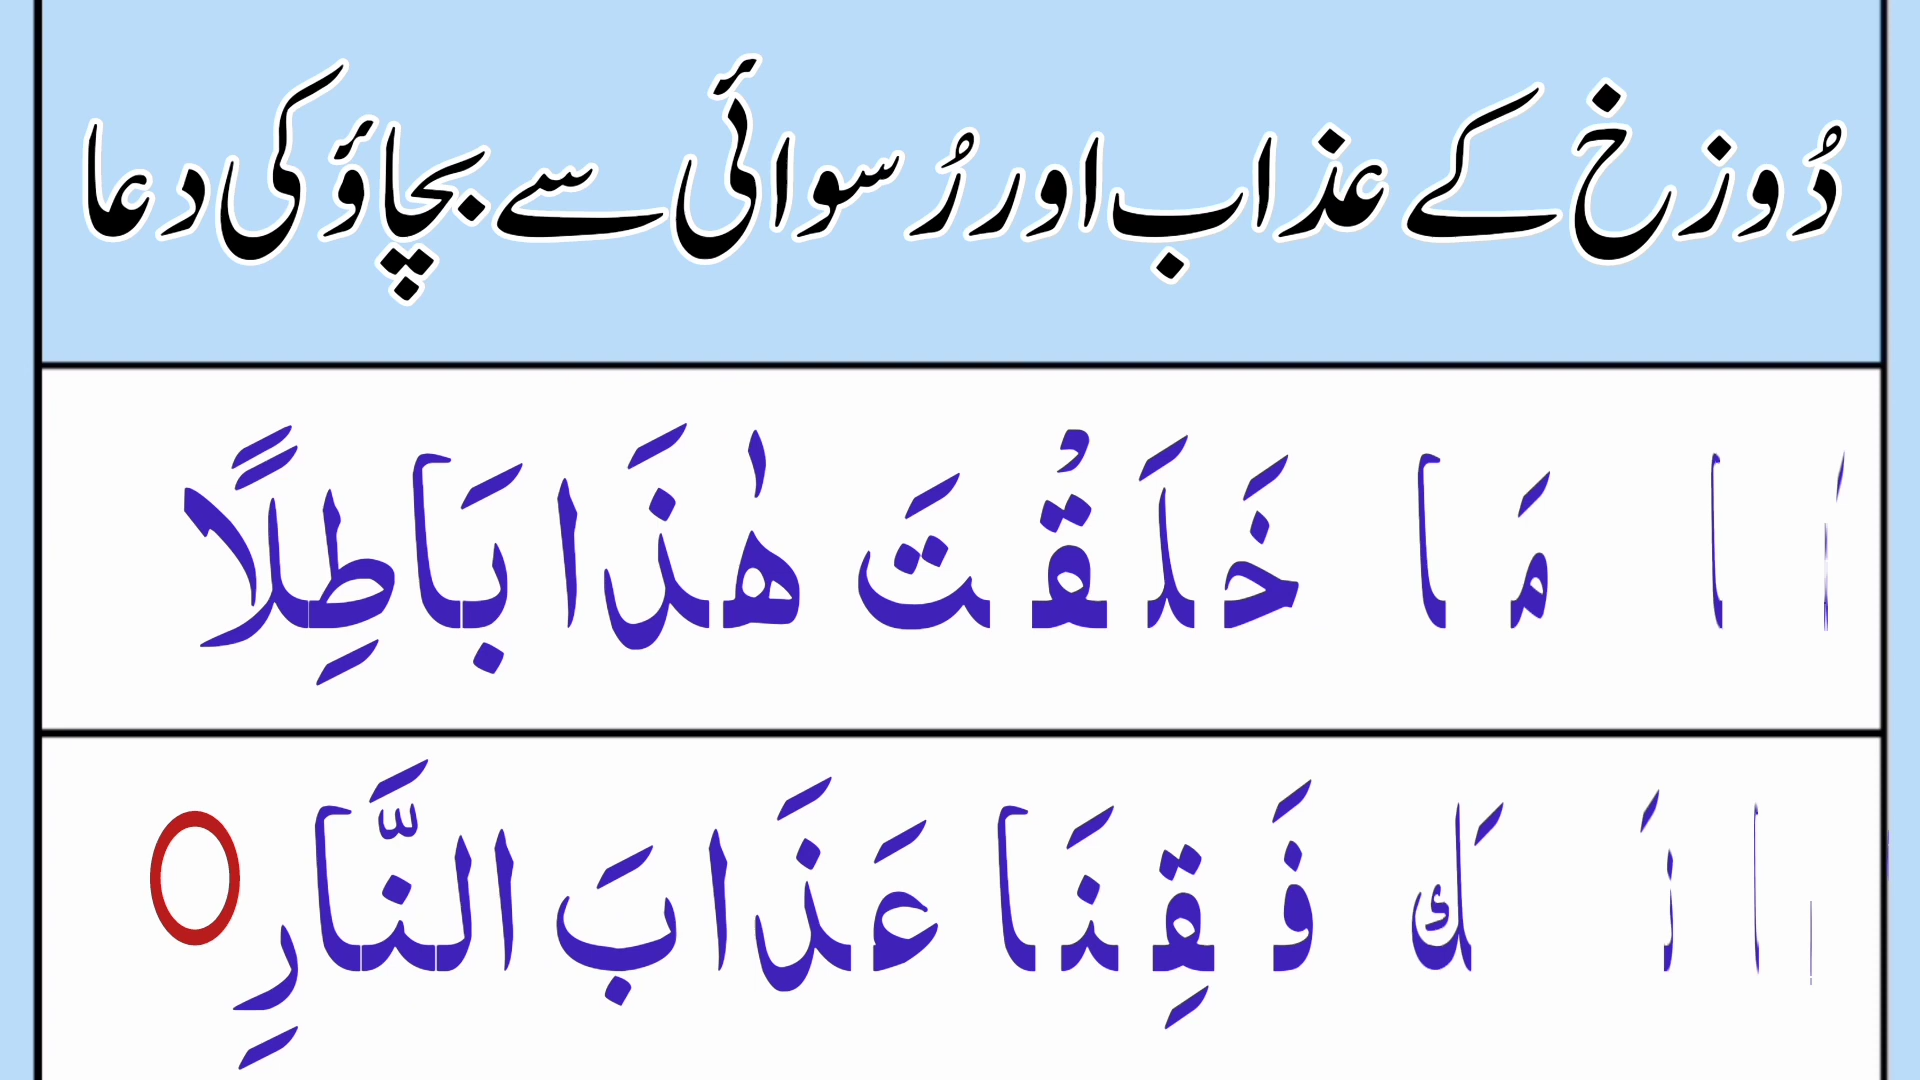 دُوزخ کے عذاب اور رُسوائی سے بچاؤ کی دعا
مَا خَلَقْتَ هٰذَا بَاطِلًا
فَقِنَا عَذَابَ النَّارِ